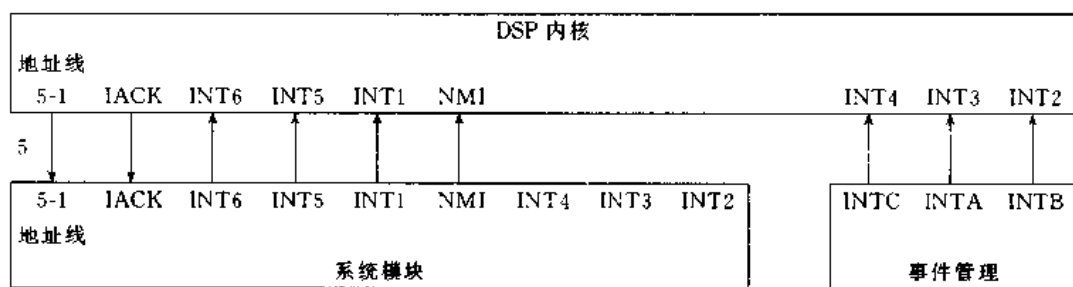 DSP 内核
地址线
5-1 IACK INT6 INT5 INT1 NMI INT4 INT3 INT2
5
5-1 IACK INT6 INT5 INT1 NMI INT4 INT3 INT2 INTC INTA INTB
地址线
系统模块 事件管理